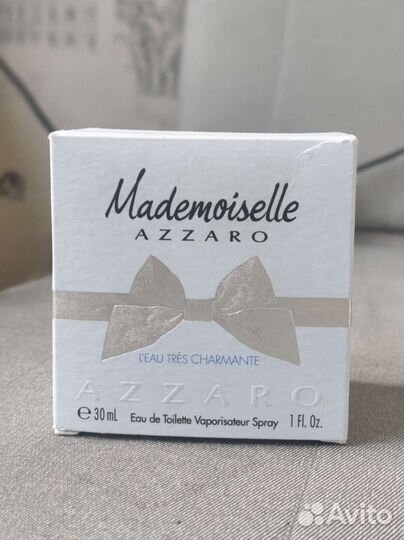 Mademoiselle
AZZARO
L'EAU TRÈS CHARMANTE
AZZARO
℮ 30 mL Eau de Toilette Vaporisateur Spray 1 Fl. Oz.
Avito